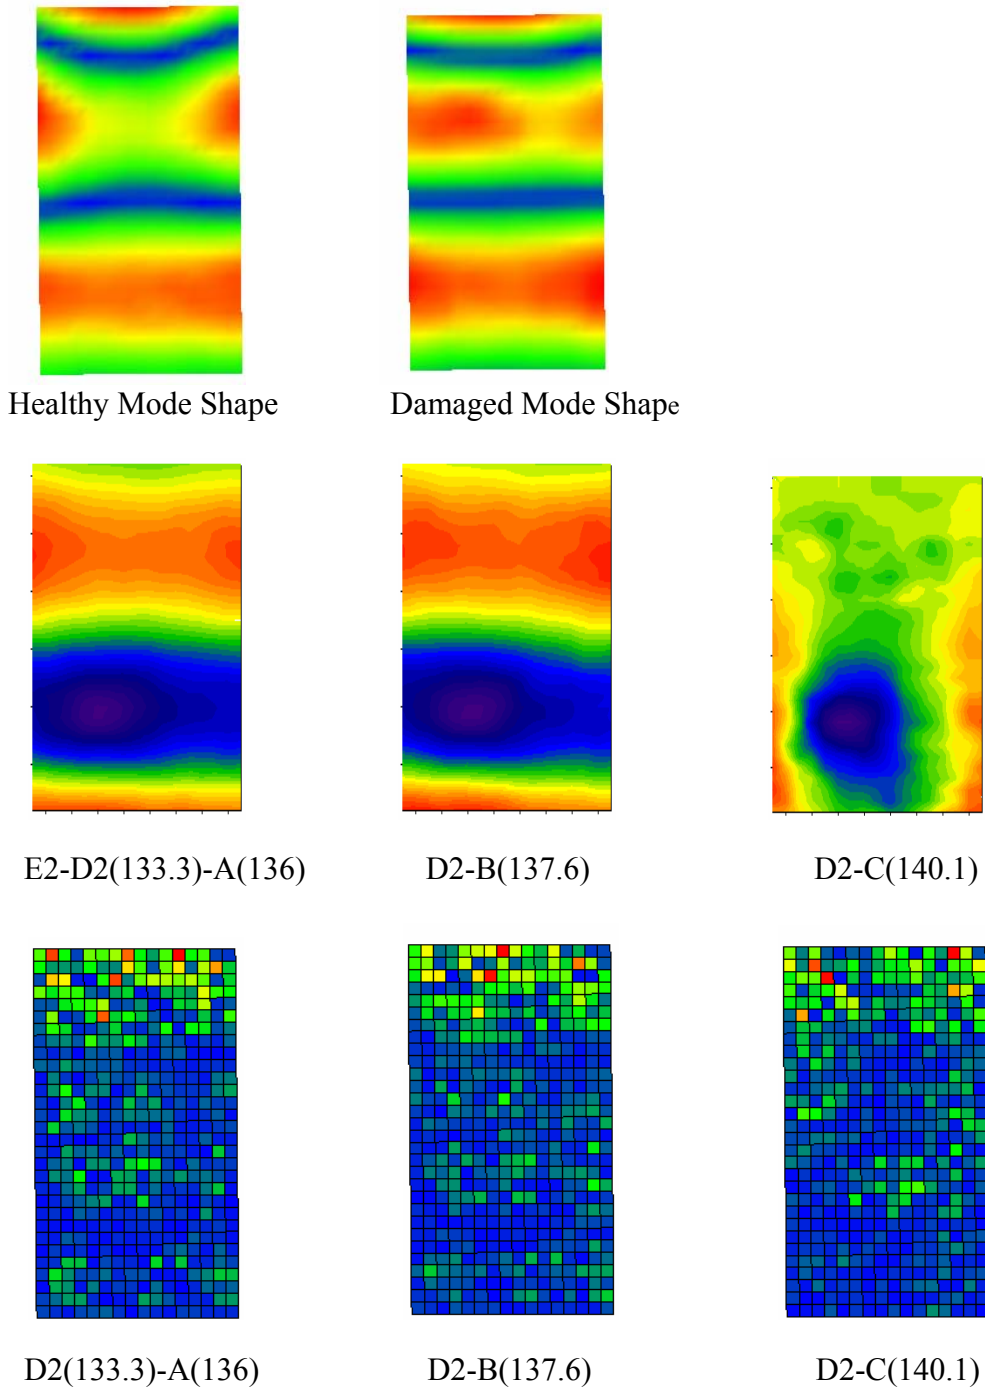 Healthy Mode Shape Damaged Mode Shape
E2-D2(133.3)-A(136) D2-B(137.6) D2-C(140.1)
D2(133.3)-A(136) D2-B(137.6) D2-C(140.1)